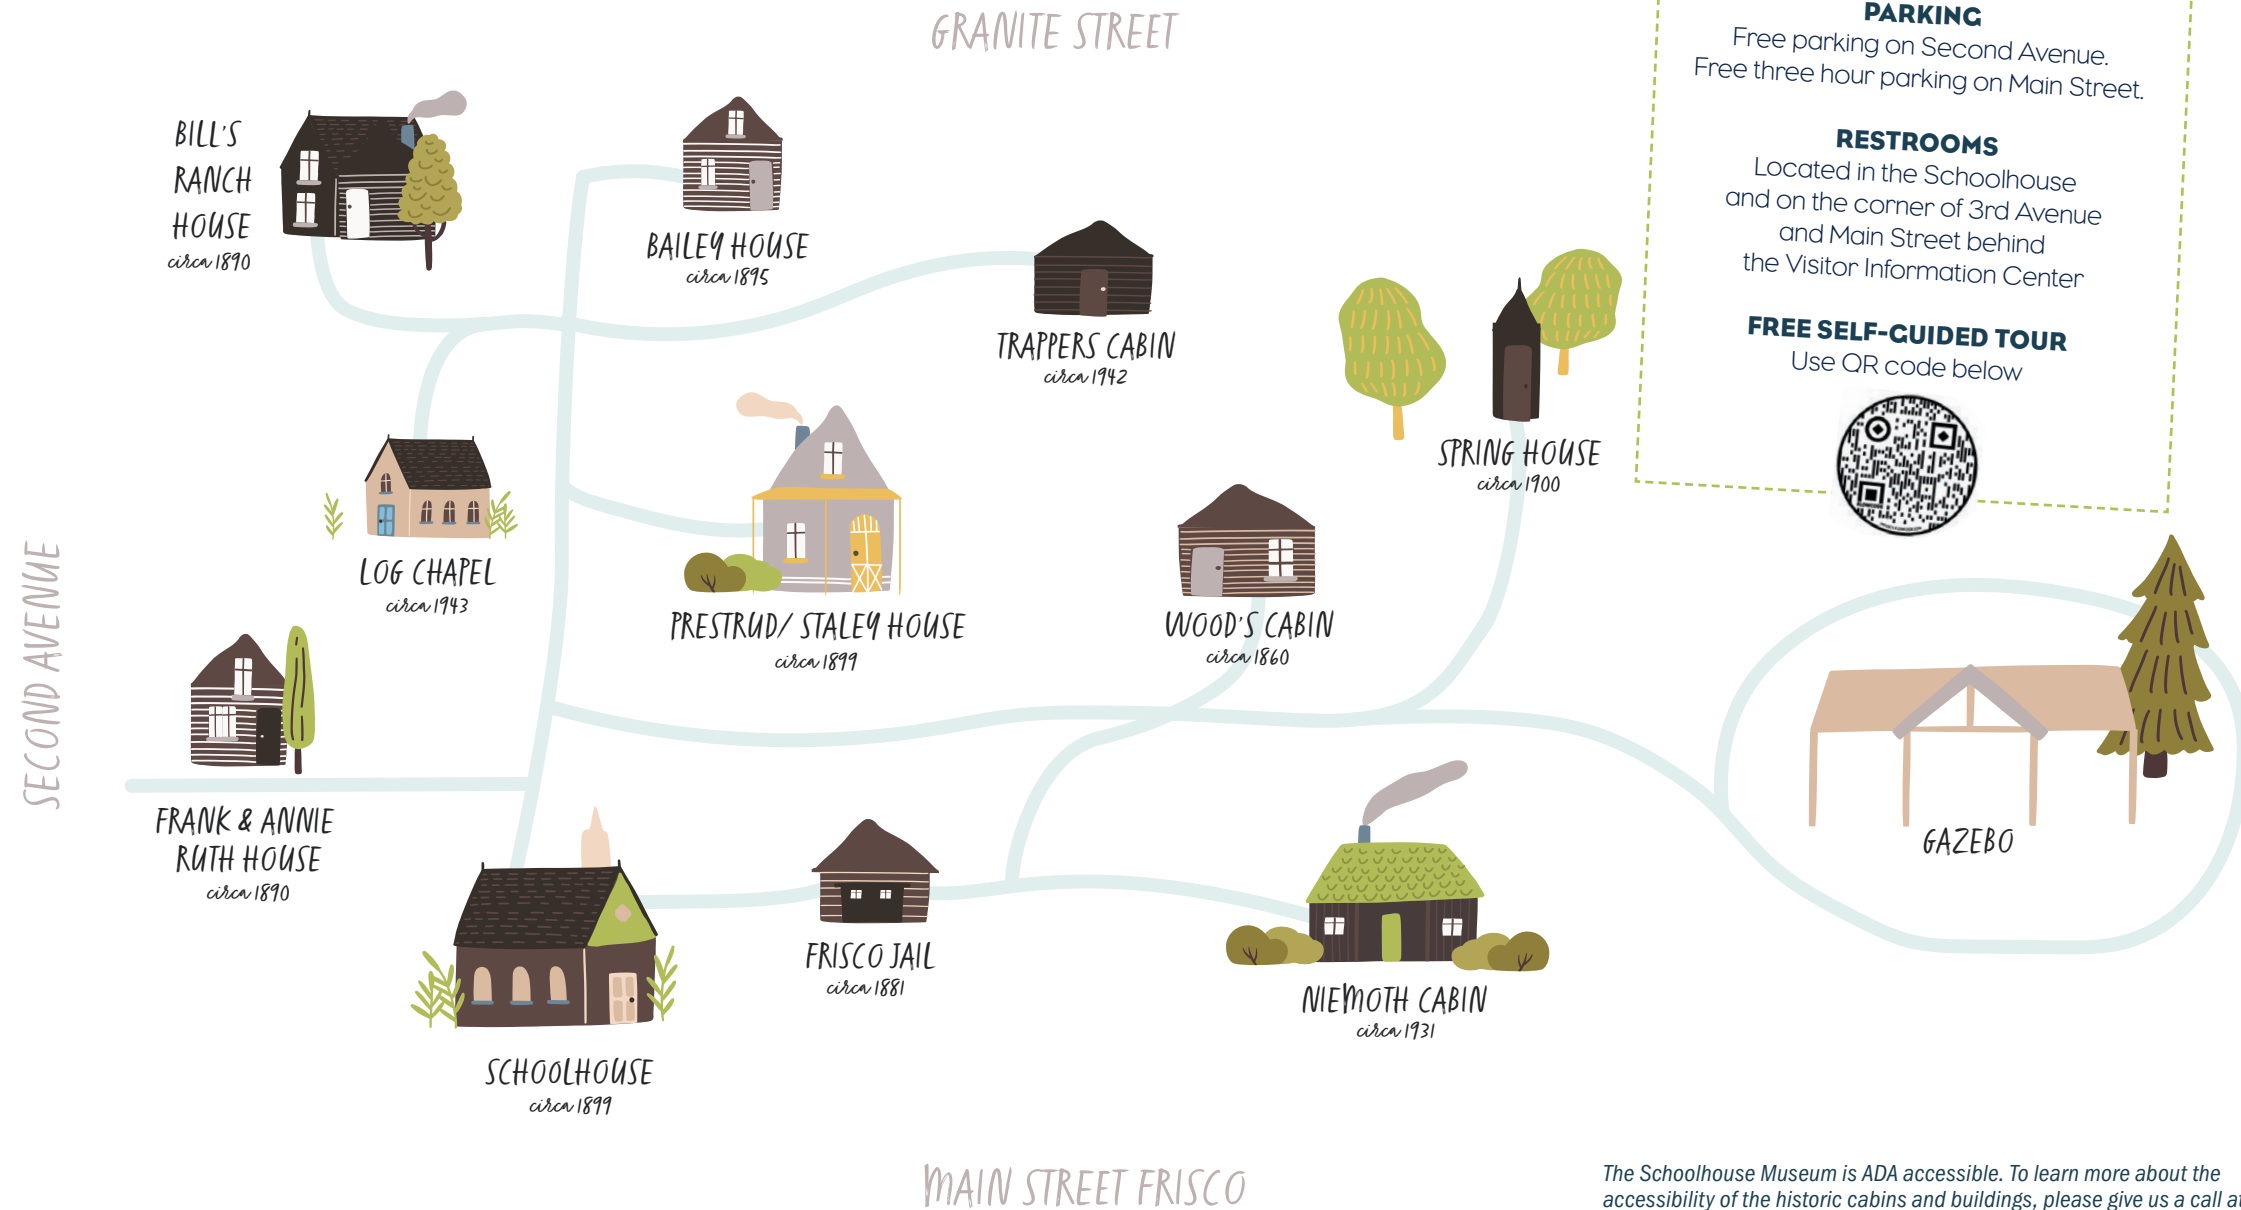 GRANITE STREET
PARKING
Free parking on Second Avenue.
Free three hour parking on Main Street.
RESTROOMS
Located in the Schoolhouse
and on the corner of 3rd Avenue
and Main Street behind
the Visitor Information Center
FREE SELF-GUIDED TOUR
Use QR code below
BILL'S
RANCH
HOUSE
circa 1890
BAILEY HOUSE
circa 1895
TRAPPERS CABIN
circa 1942
SPRING HOUSE
circa 1900
LOG CHAPEL
circa 1943
PRESTRUD/ STALEY HOUSE
circa 1899
WOOD'S CABIN
circa 1860
SECOND AVENUE
FRANK & ANNIE
RUTH HOUSE
circa 1890
GAZEBO
FRISCO JAIL
circa 1881
NIEMOTH CABIN
circa 1931
SCHOOLHOUSE
circa 1899
MAIN STREET FRISCO
The Schoolhouse Museum is ADA accessible. To learn more about the
accessibility of the historic cabins and buildings, please give us a call at